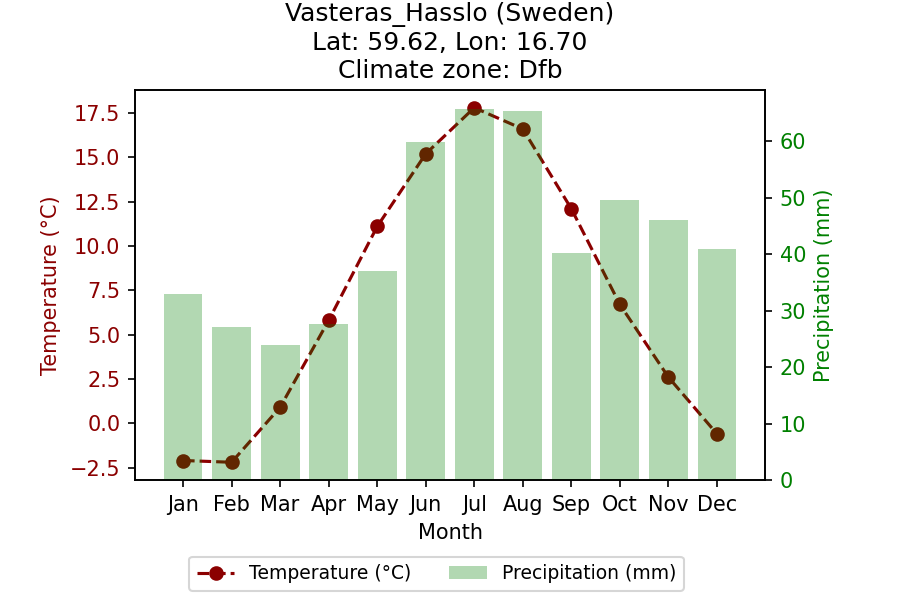 Vasteras_Hasslo (Sweden)
Lat: 59.62, Lon: 16.70
Climate zone: Dfb
Temperature (°C)
17.5
15.0
12.5
10.0
7.5
5.0
2.5
0.0
−2.5
60
50
40
30
20
10
0
Precipitation (mm)
Jan Feb Mar Apr May Jun Jul Aug Sep Oct Nov Dec
Month
Temperature (°C) Precipitation (mm)